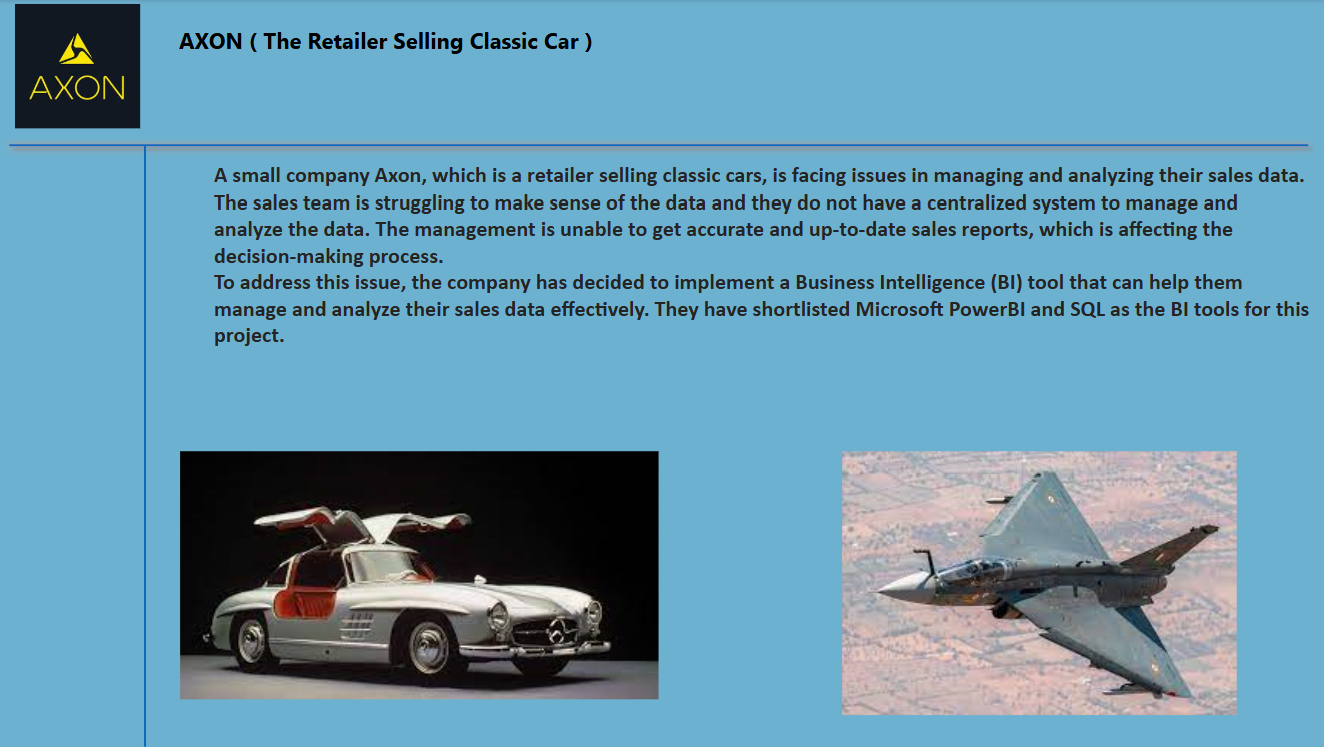 AXON
AXON ( The Retailer Selling Classic Car )
A small company Axon, which is a retailer selling classic cars, is facing issues in managing and analyzing their sales data.
The sales team is struggling to make sense of the data and they do not have a centralized system to manage and
analyze the data. The management is unable to get accurate and up-to-date sales reports, which is affecting the
decision-making process.
To address this issue, the company has decided to implement a Business Intelligence (BI) tool that can help them
manage and analyze their sales data effectively. They have shortlisted Microsoft PowerBI and SQL as the BI tools for this
project.